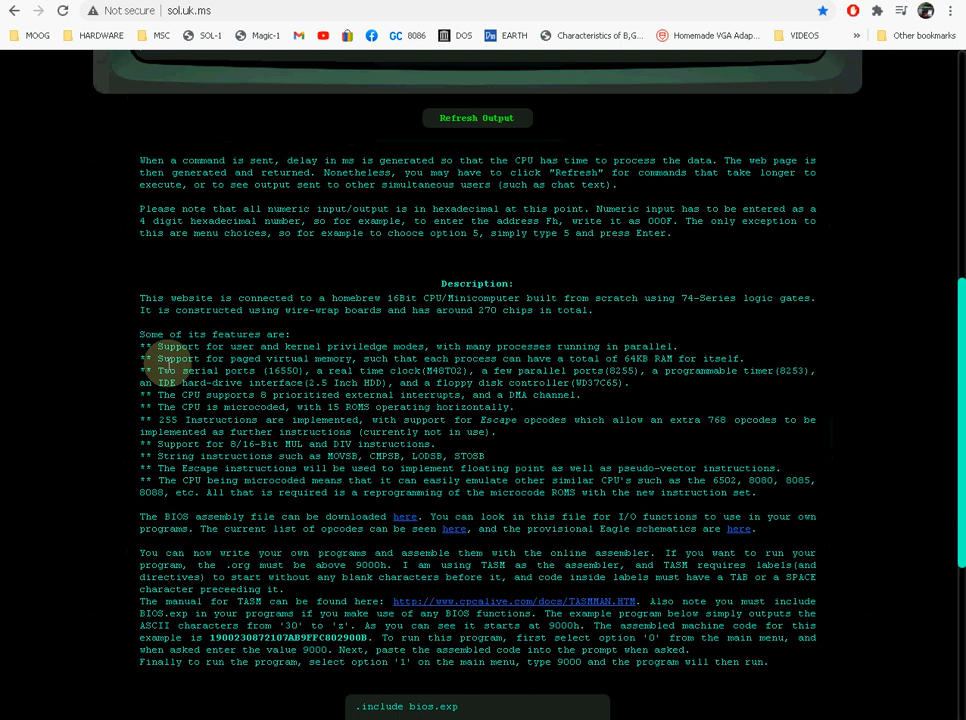 Not secure | sol.uk.ms
MOOG HARDWARE MSC SOL-1 Magic-1 GC 8086 DOS Dm EARTH Characteristics of B,G... Homemade VGA Adap... VIDEOS » Other bookmarks
Refresh Output
When a command is sent, delay in ms is generated so that the CPU has time to process the data. The web page is
then generated and returned. Nonetheless, you may have to click "Refresh" for commands that take longer to
execute, or to see output sent to other simultaneous users (such as chat text).
Please note that all numeric input/output is in hexadecimal at this point. Numeric input has to be entered as a
4 digit hexadecimal number, so for example, to enter the address Fh, write it as 000F. The only exception to
this are menu choices, so for example to chooce option 5, simply type 5 and press Enter.
Description:
This website is connected to a homebrew 16Bit CPU/Minicomputer built from scratch using 74-Series logic gates.
It is constructed using wire-wrap boards and has around 270 chips in total.
Some of its features are:
** Support for user and kernel priviledge modes, with many processes running in parallel.
** Support for paged virtual memory, such that each process can have a total of 64KB RAM for itself.
** Two serial ports (16550), a real time clock(M48T02), a few parallel ports(8255), a programmable timer(8253),
an IDE hard-drive interface(2.5 Inch HDD), and a floppy disk controller(WD37C65).
** The CPU supports 8 prioritized external interrupts, and a DMA channel.
** The CPU is microcoded, with 15 ROMS operating horizontally.
** 255 Instructions are implemented, with support for Escape opcodes which allow an extra 768 opcodes to be
implemented as further instructions (currently not in use).
** Support for 8/16-Bit MUL and DIV instructions.
** String instructions such as MOVSB, CMPSB, LODSB, STOSB
** The Escape instructions will be used to implement floating point as well as pseudo-vector instructions.
** The CPU being microcoded means that it can easily emulate other similar CPU's such as the 6502, 8080, 8085,
8088, etc. All that is required is a reprogramming of the microcode ROMS with the new instruction set.
The BIOS assembly file can be downloaded here. You can look in this file for I/O functions to use in your own
programs. The current list of opcodes can be seen here, and the provisional Eagle schematics are here.
You can now write your own programs and assemble them with the online assembler. If you want to run your
program, the .org must be above 9000h. I am using TASM as the assembler, and TASM requires labels(and
directives) to start without any blank characters before it, and code inside labels must have a TAB or a SPACE
character preceeding it.
The manual for TASM can be found here: http://www.cpcalive.com/docs/TASMMAN.HTM. Also note you must include
BIOS.exp in your programs if you make use of any BIOS functions. The example program below simply outputs the
ASCII characters from '30' to 'z'. As you can see it starts at 9000h. The assembled machine code for this
example is 1900230872107AB9FFC802900B. To run this program, first select option '0' from the main menu, and
when asked enter the value 9000. Next, paste the assembled code into the prompt when asked.
Finally to run the program, select option '1' on the main menu, type 9000 and the program will then run.
.include bios.exp